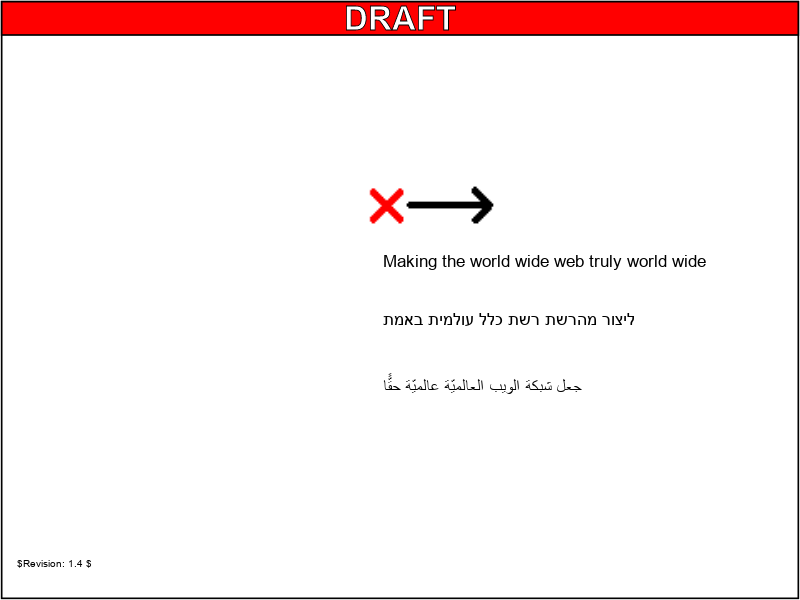 DRAFT
Making the world wide web truly world wide
ליצור מהרשת רשת כלל עולמית באמת
جعل شبكة الويب العالميّة عالميّة حقًّا
$Revision: 1.4 $